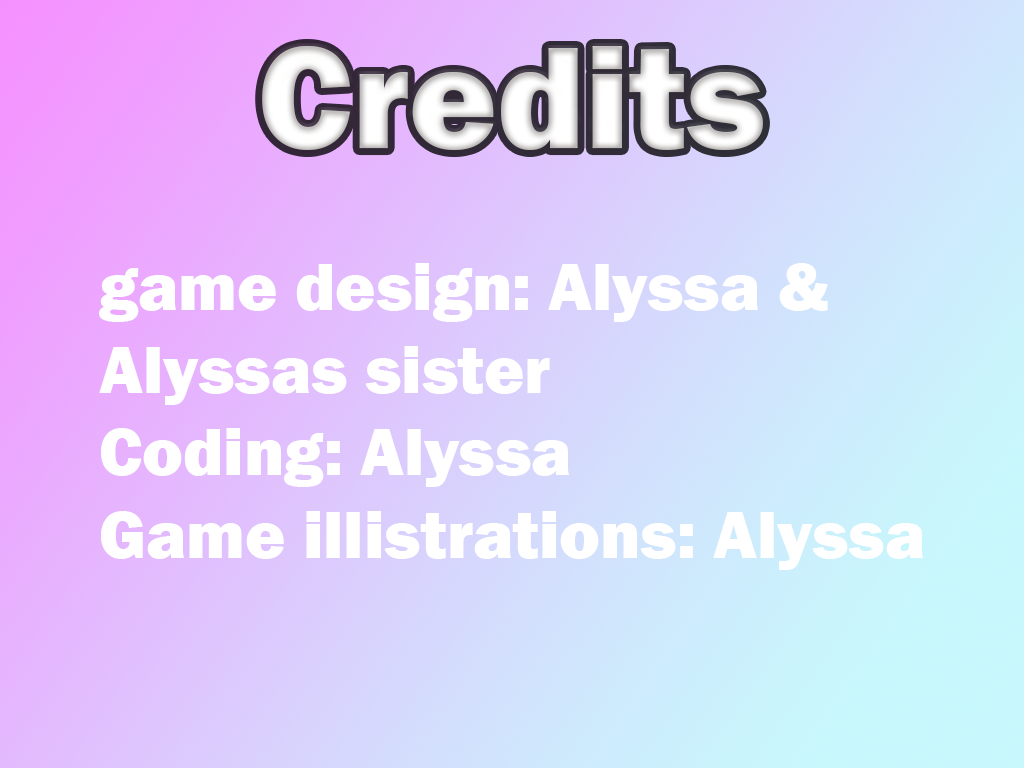 Credits
game design: Alyssa &
Alyssas sister
Coding: Alyssa
Game illistrations: Alyssa